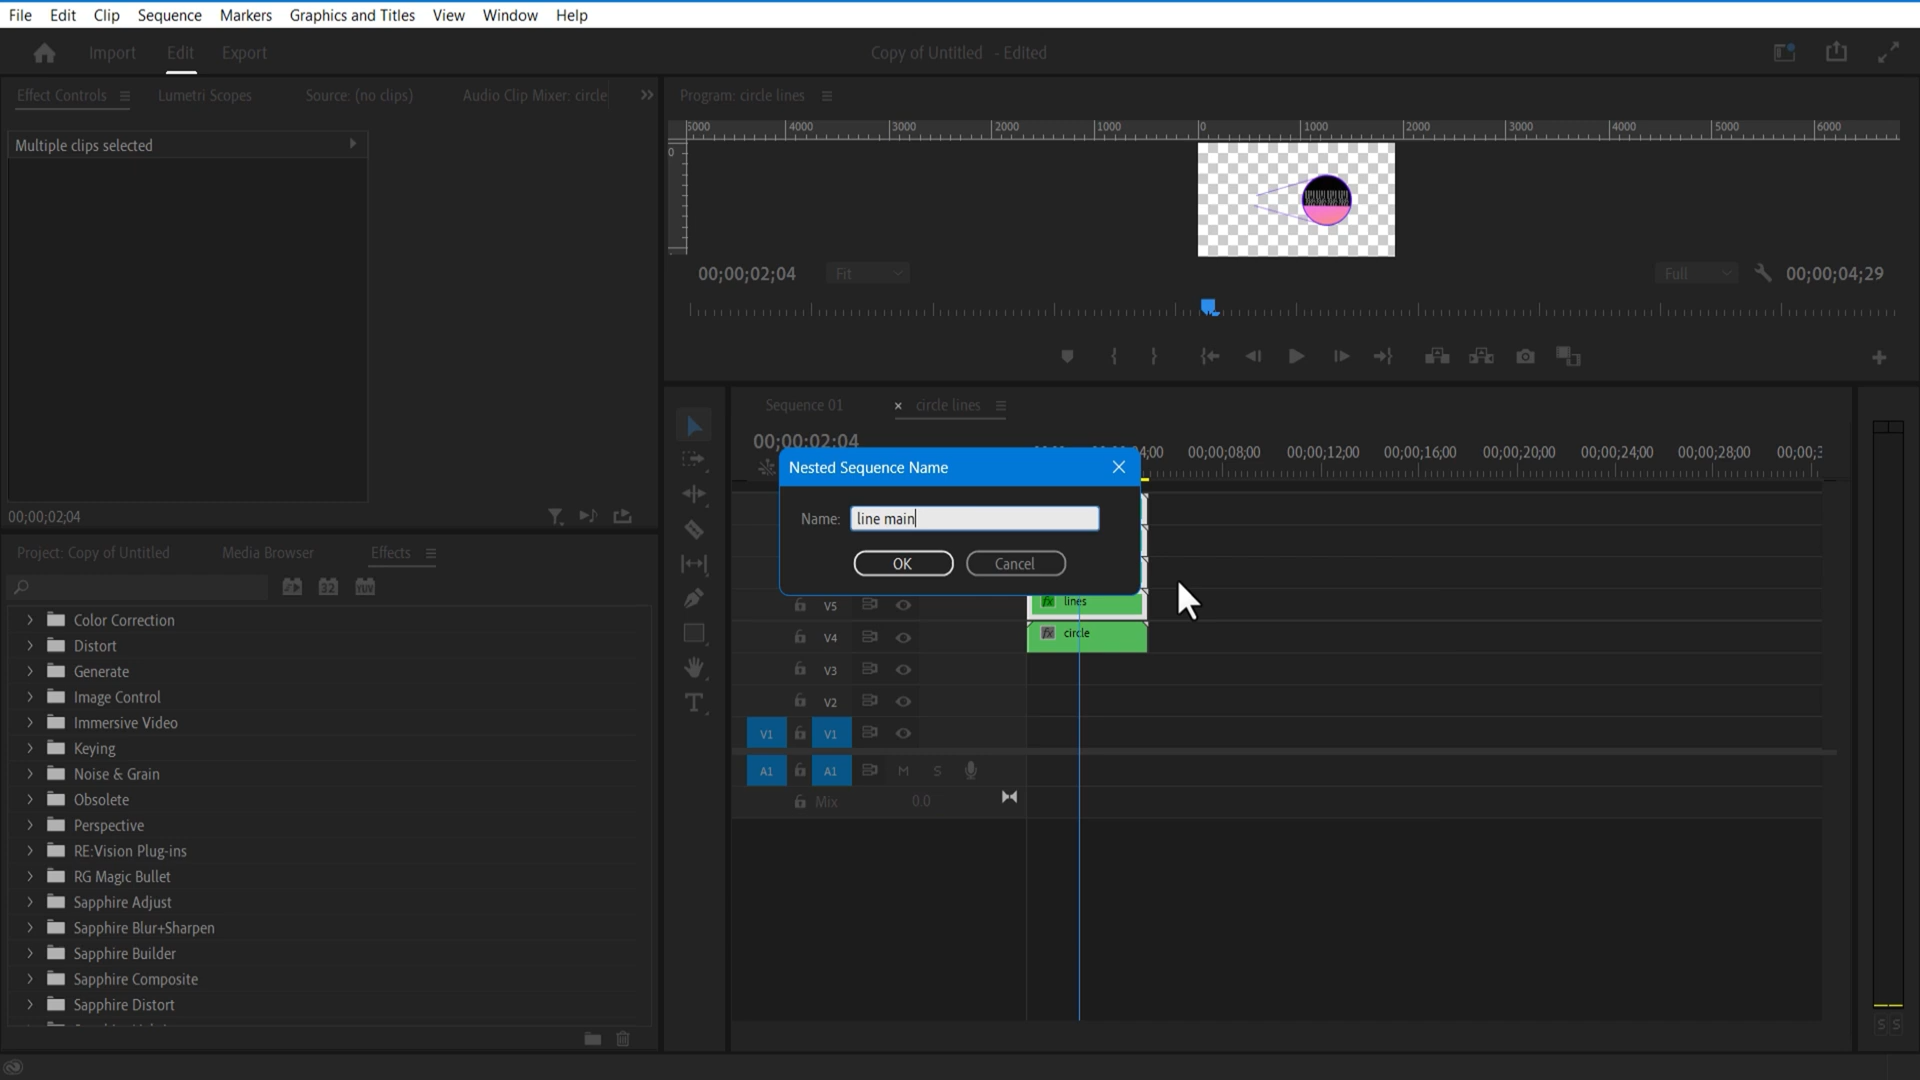 File Edit Clip Sequence Markers Graphics and Titles View Window Help
Import Edit Export Copy of Untitled - Edited
Effect Controls Lumetri Scopes Source: (no clips) Audio Clip Mixer: circle Program: circle lines
5000 4000 3000 2000 1000 0 1000 2000 3000 4000 5000 6000
Multiple clips selected
0
00;00;02;04 Fit Full 00;00;04;29
Sequence 01 × circle lines
00;00;02;04
04;00 00;00;08;00 00;00;12;00 00;00;16;00 00;00;20;00 00;00;24;00 00;00;28;00
Nested Sequence Name
Name: line main
OK Cancel
00;00;02;04
Project: Copy of Untitled Media Browser Effects
32 YUV
Color Correction
Distort
Generate
Image Control
Immersive Video
Keying
Noise & Grain
Obsolete
Perspective
RE:Vision Plug-ins
RG Magic Bullet
Sapphire Adjust
Sapphire Blur+Sharpen
Sapphire Builder
Sapphire Composite
Sapphire Distort
V5 fx lines
V4 fx circle
V3
V2
V1 V1
A1 A1 M S
Mix 0.0
S S